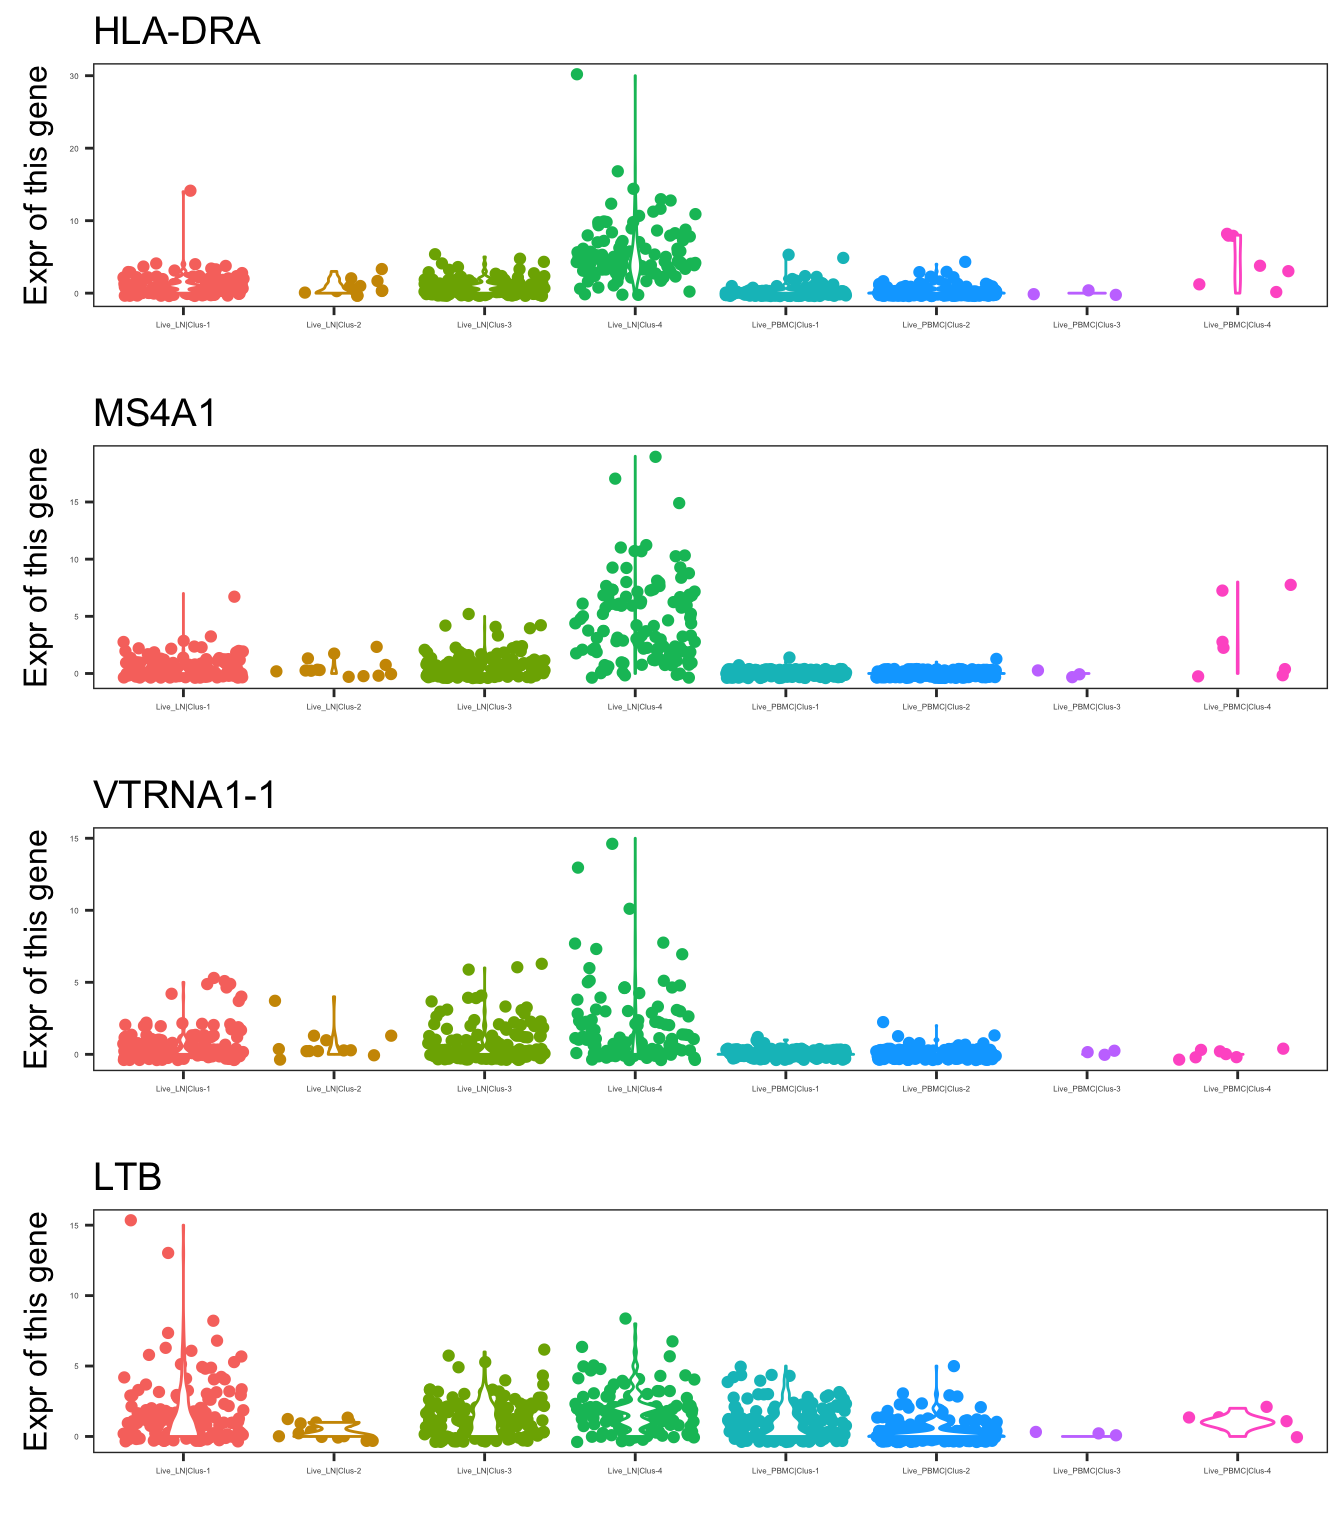 HLA-DRA
Expr of this gene
30
20
10
0
Live_LN|Clus-1 Live_LN|Clus-2 Live_LN|Clus-3 Live_LN|Clus-4 Live_PBMC|Clus-1 Live_PBMC|Clus-2 Live_PBMC|Clus-3 Live_PBMC|Clus-4
MS4A1
Expr of this gene
15
10
5
0
Live_LN|Clus-1 Live_LN|Clus-2 Live_LN|Clus-3 Live_LN|Clus-4 Live_PBMC|Clus-1 Live_PBMC|Clus-2 Live_PBMC|Clus-3 Live_PBMC|Clus-4
VTRNA1-1
Expr of this gene
15
10
5
0
Live_LN|Clus-1 Live_LN|Clus-2 Live_LN|Clus-3 Live_LN|Clus-4 Live_PBMC|Clus-1 Live_PBMC|Clus-2 Live_PBMC|Clus-3 Live_PBMC|Clus-4
LTB
Expr of this gene
15
10
5
0
Live_LN|Clus-1 Live_LN|Clus-2 Live_LN|Clus-3 Live_LN|Clus-4 Live_PBMC|Clus-1 Live_PBMC|Clus-2 Live_PBMC|Clus-3 Live_PBMC|Clus-4